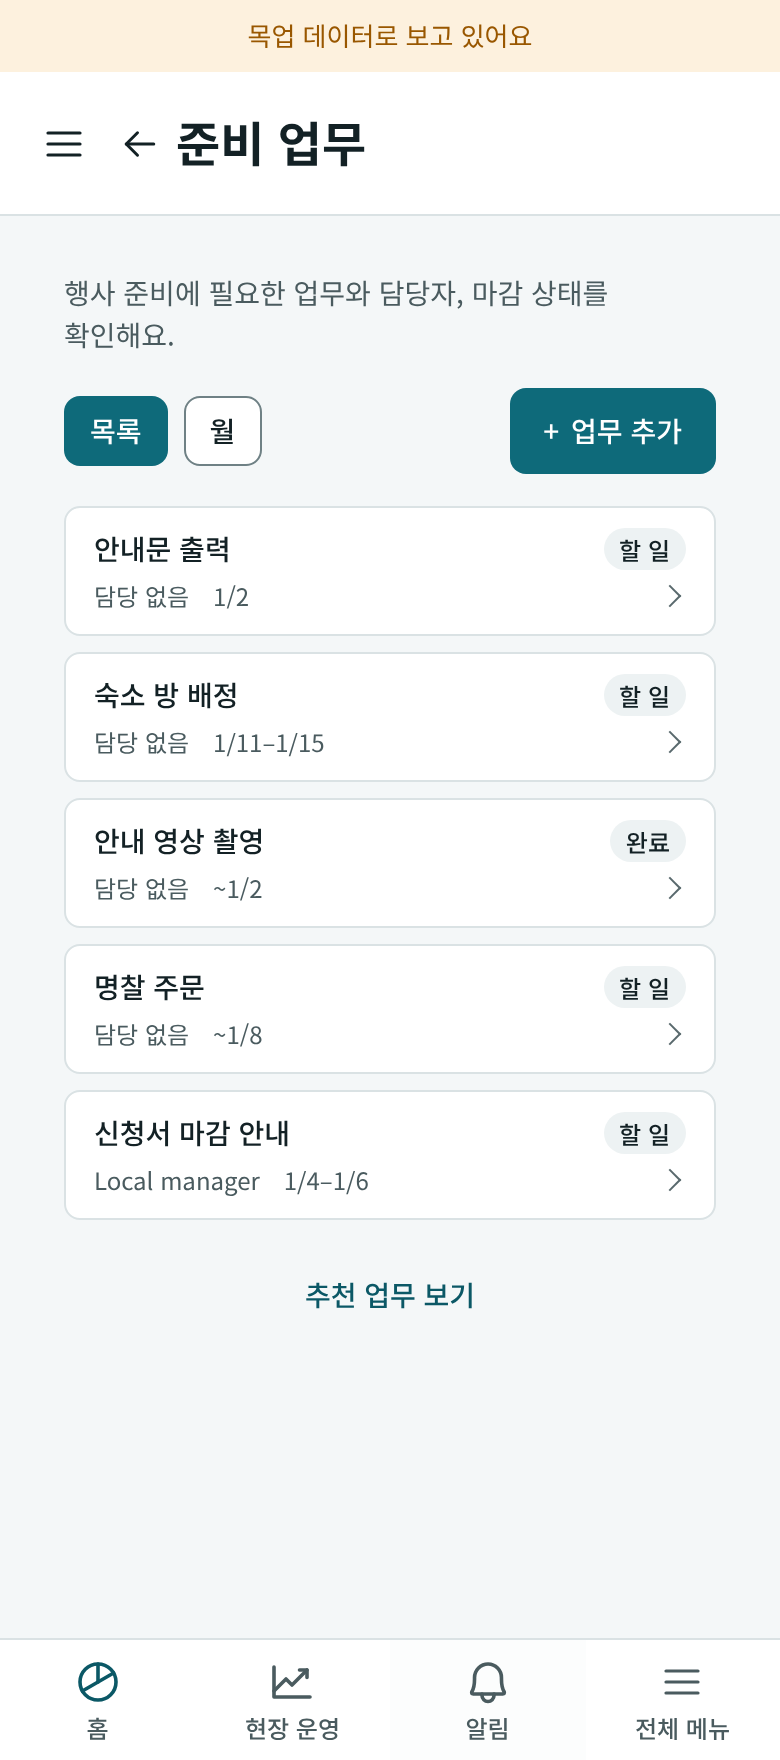 목업 데이터로 보고 있어요
준비 업무
행사 준비에 필요한 업무와 담당자, 마감 상태를
확인해요.
목록 월 + 업무 추가
안내문 출력 할 일
담당 없음 1/2
숙소 방 배정 할 일
담당 없음 1/11–1/15
안내 영상 촬영 완료
담당 없음 ~1/2
명찰 주문 할 일
담당 없음 ~1/8
신청서 마감 안내 할 일
Local manager 1/4–1/6
추천 업무 보기
홈 현장 운영 알림 전체 메뉴